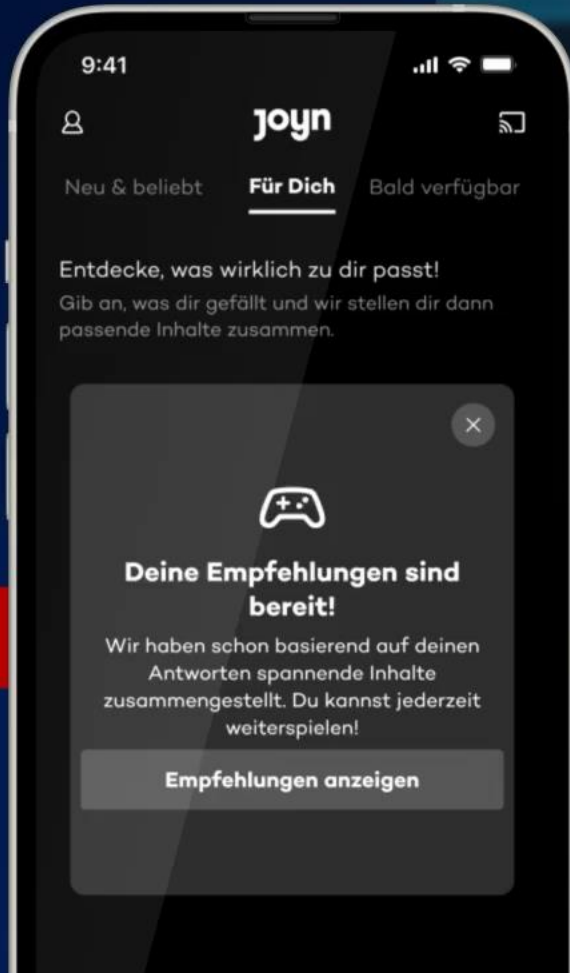 9:41
joyn
Neu & beliebt Für Dich Bald verfügbar
Entdecke, was wirklich zu dir passt!
Gib an, was dir gefällt und wir stellen dir dann
passende Inhalte zusammen.
Deine Empfehlungen sind
bereit!
Wir haben schon basierend auf deinen
Antworten spannende Inhalte
zusammengestellt. Du kannst jederzeit
weiterspielen!
Empfehlungen anzeigen